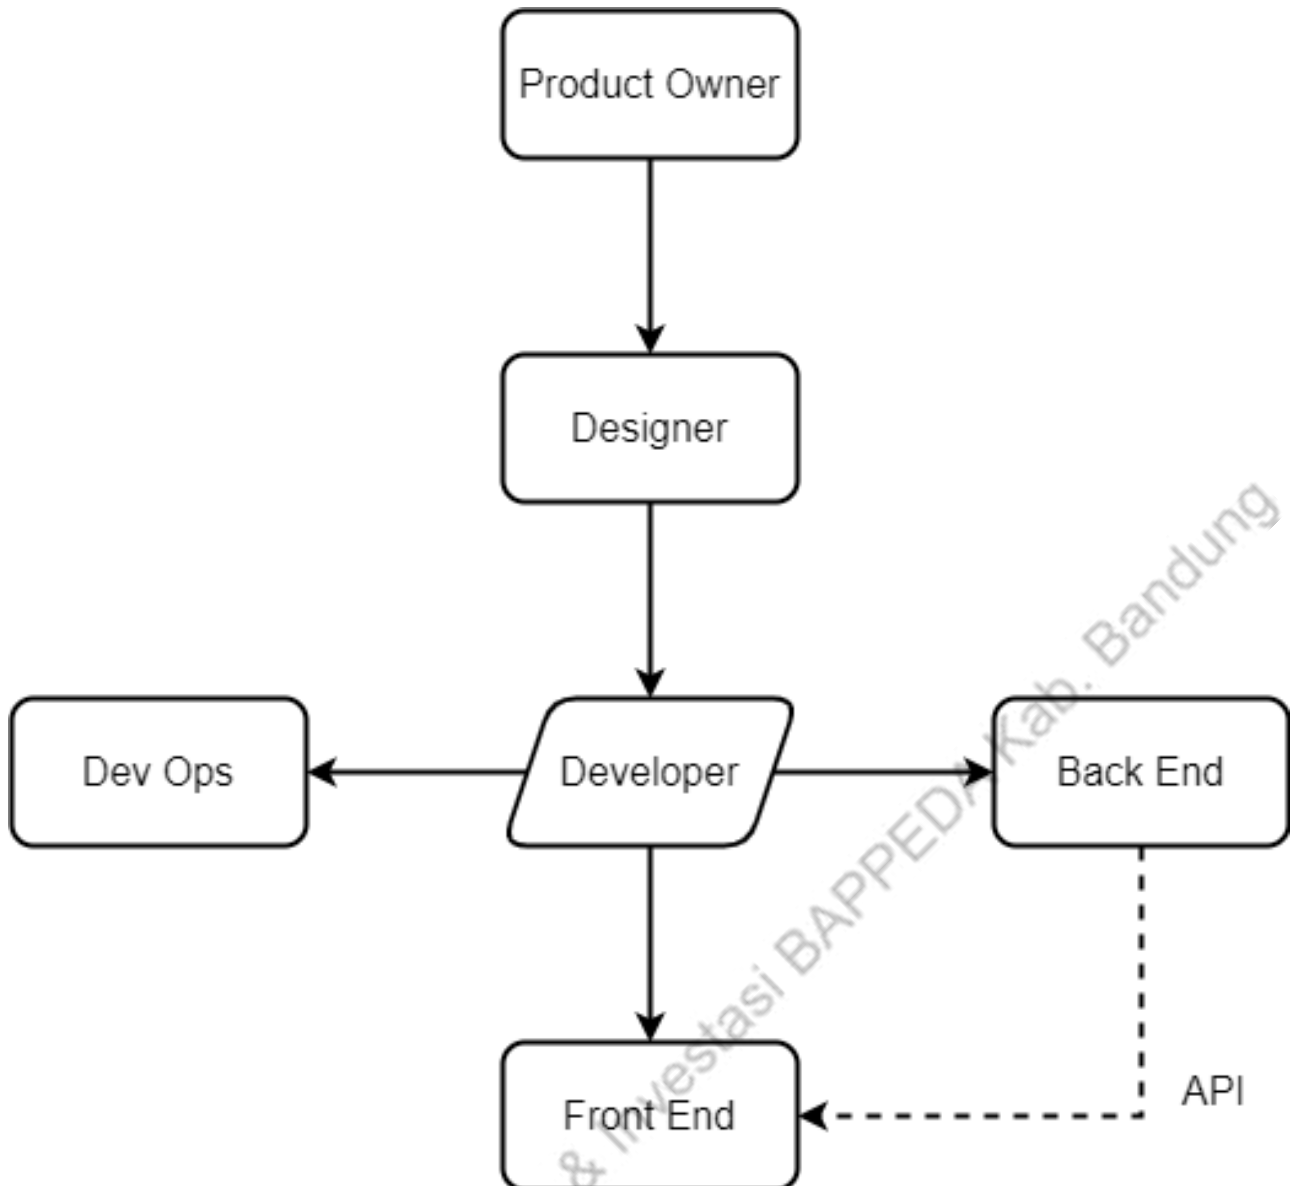 Product Owner
Designer
Dev Ops
Developer
Back End
Front End
API
& Investasi BAPPEDA Kab. Bandung